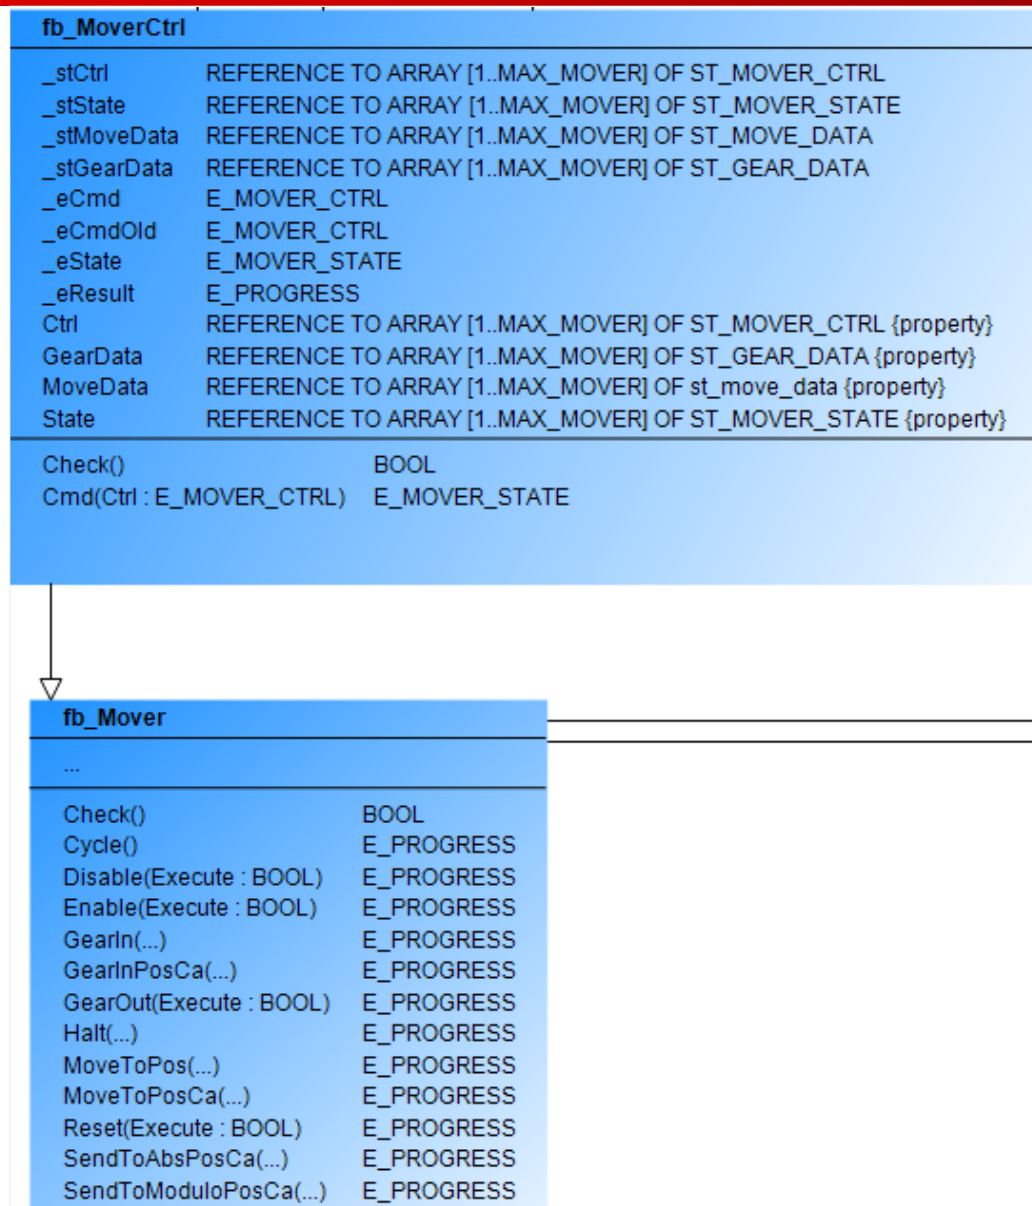 fb_MoverCtrl
_stCtrl REFERENCE TO ARRAY [1..MAX_MOVER] OF ST_MOVER_CTRL
_stState REFERENCE TO ARRAY [1..MAX_MOVER] OF ST_MOVER_STATE
_stMoveData REFERENCE TO ARRAY [1..MAX_MOVER] OF ST_MOVE_DATA
_stGearData REFERENCE TO ARRAY [1..MAX_MOVER] OF ST_GEAR_DATA
_eCmd E_MOVER_CTRL
_eCmdOld E_MOVER_CTRL
_eState E_MOVER_STATE
_eResult E_PROGRESS
Ctrl REFERENCE TO ARRAY [1..MAX_MOVER] OF ST_MOVER_CTRL {property}
GearData REFERENCE TO ARRAY [1..MAX_MOVER] OF ST_GEAR_DATA {property}
MoveData REFERENCE TO ARRAY [1..MAX_MOVER] OF st_move_data {property}
State REFERENCE TO ARRAY [1..MAX_MOVER] OF ST_MOVER_STATE {property}
Check() BOOL
Cmd(Ctrl : E_MOVER_CTRL) E_MOVER_STATE
fb_Mover
...
Check() BOOL
Cycle() E_PROGRESS
Disable(Execute : BOOL) E_PROGRESS
Enable(Execute : BOOL) E_PROGRESS
GearIn(...) E_PROGRESS
GearInPosCa(...) E_PROGRESS
GearOut(Execute : BOOL) E_PROGRESS
Halt(...) E_PROGRESS
MoveToPos(...) E_PROGRESS
MoveToPosCa(...) E_PROGRESS
Reset(Execute : BOOL) E_PROGRESS
SendToAbsPosCa(...) E_PROGRESS
SendToModuloPosCa(...) E_PROGRESS